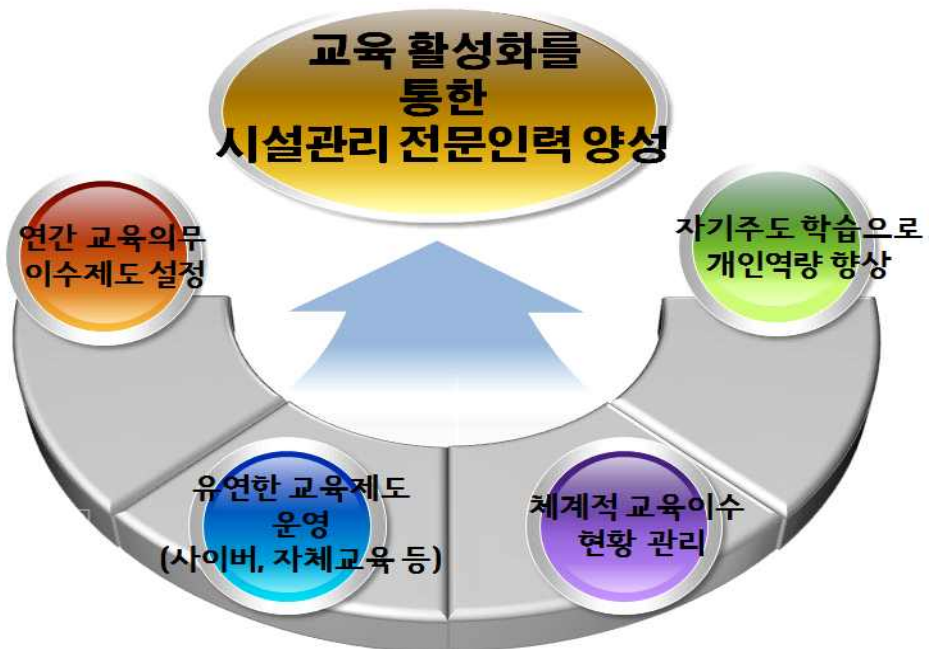 교육 활성화를
통한
시설관리 전문인력 양성
연간 교육의무
이수제도 설정
자기주도 학습으로
개인역량 향상
유연한 교육제도
운영
(사이버, 자체교육 등)
체계적 교육이수
현황 관리